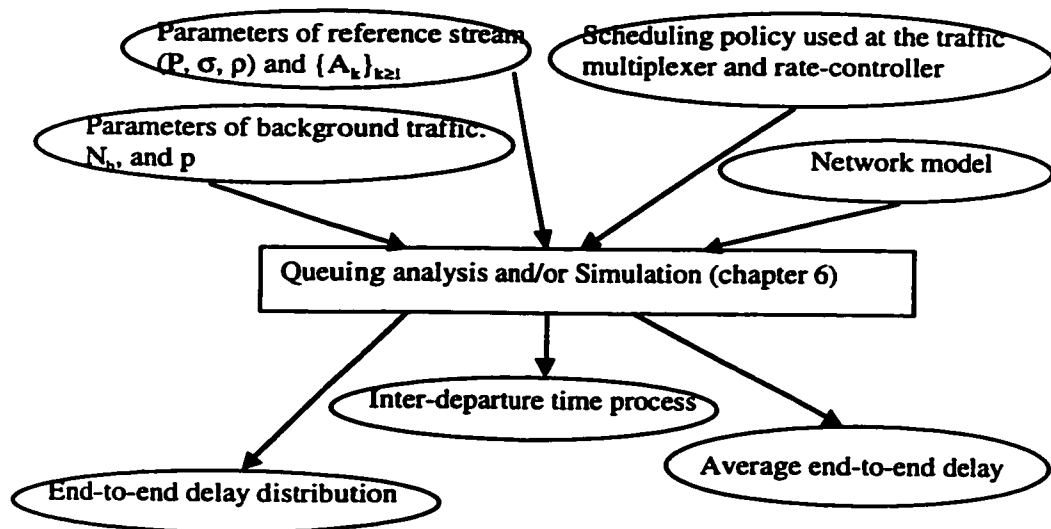 Parameters of reference stream
(P, σ, ρ) and {A_k}_{k≥1}
Scheduling policy used at the traffic
multiplexer and rate-controller
Parameters of background traffic:
N_b, and p
Network model
Queuing analysis and/or Simulation (chapter 6)
Inter-departure time process
Average end-to-end delay
End-to-end delay distribution